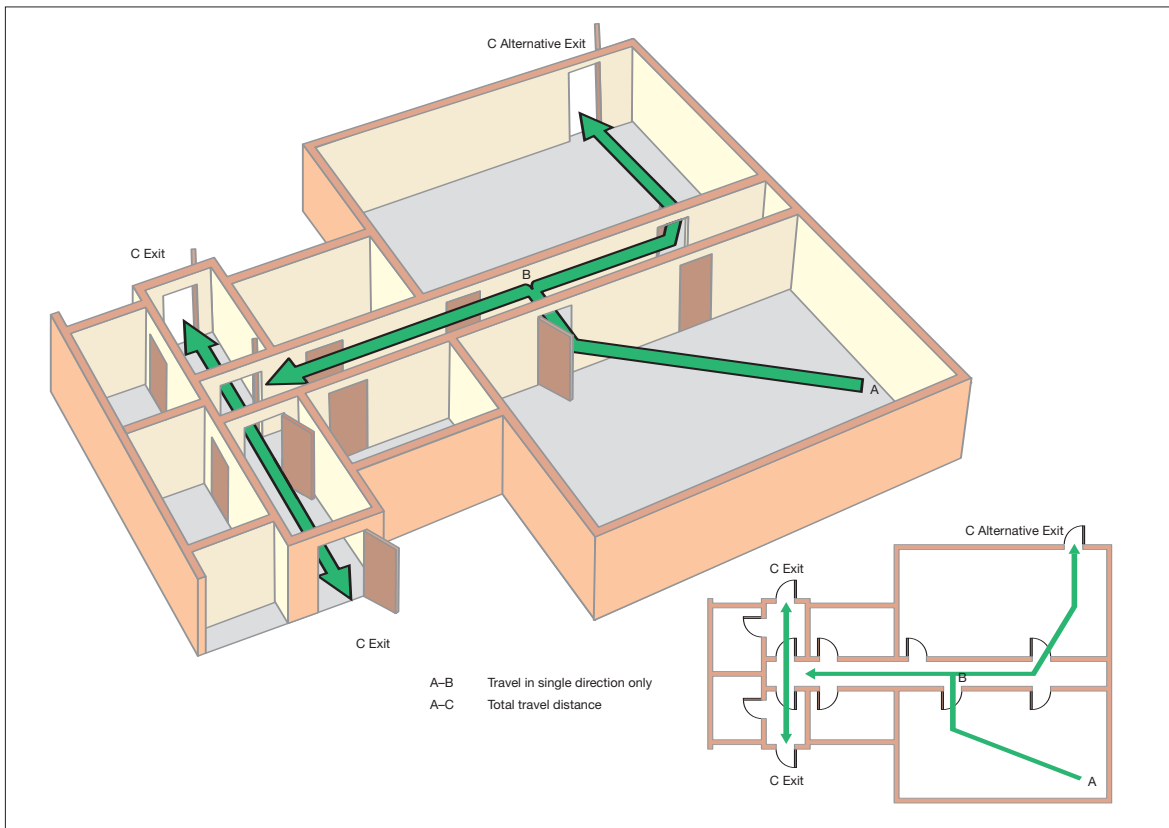 C Alternative Exit
C Exit
B
A
C Exit
A–B Travel in single direction only
A–C Total travel distance
C Alternative Exit
C Exit
B
A
C Exit